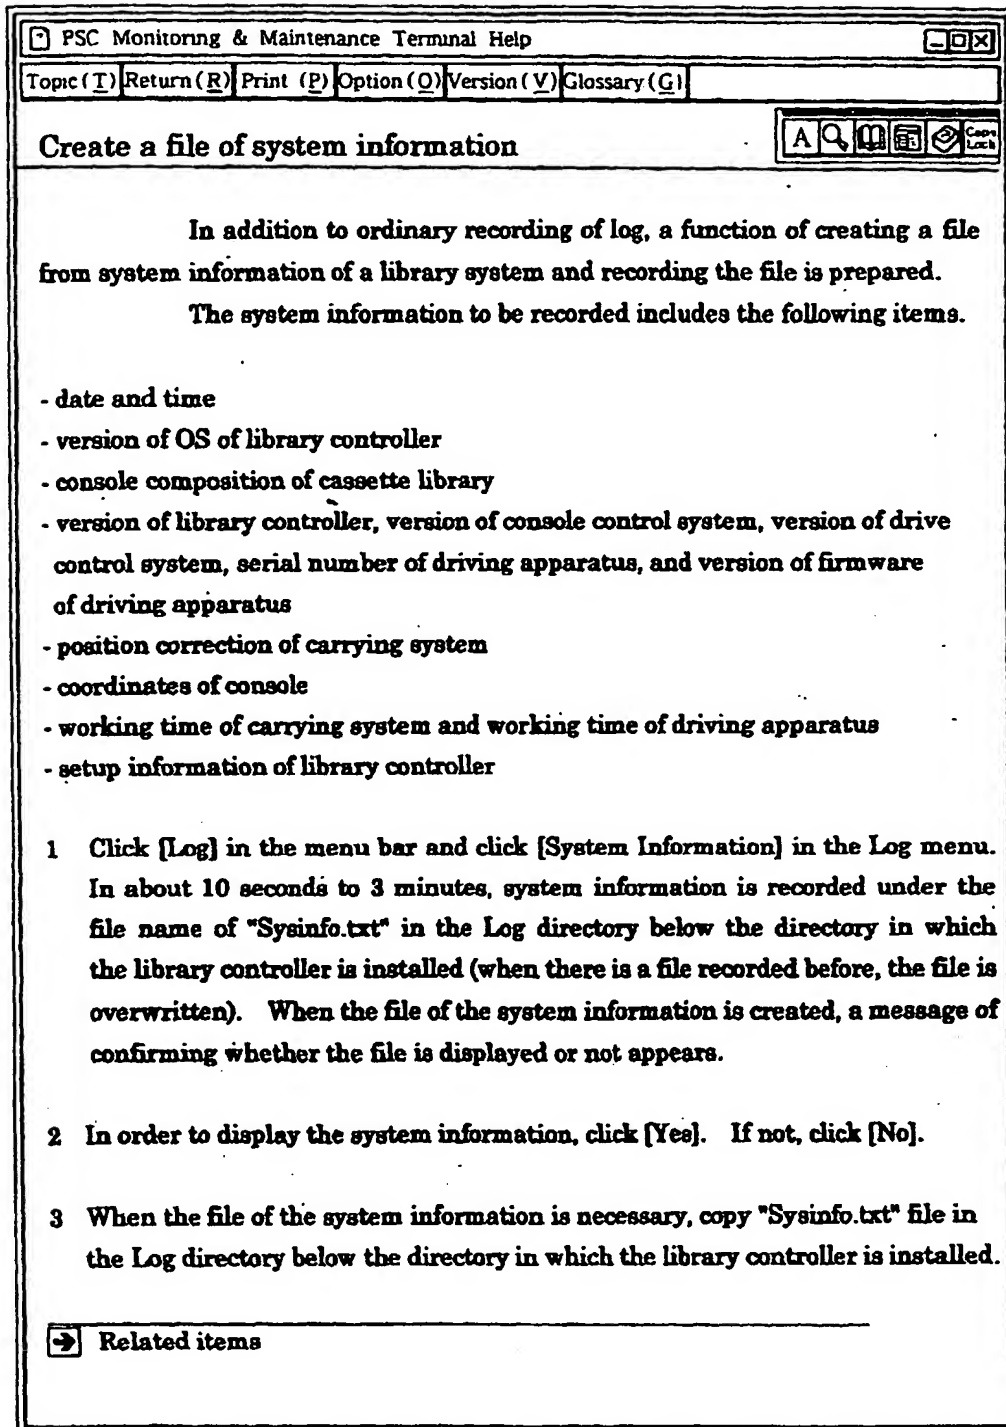 PSC Monitoring & Maintenance Terminal Help
Topic (T) Return (R) Print (P) Option (O) Version (V) Glossary (G)
Create a file of system information
A Caps Lock
In addition to ordinary recording of log, a function of creating a file
from system information of a library system and recording the file is prepared.
The system information to be recorded includes the following items.
- date and time
- version of OS of library controller
- console composition of cassette library
- version of library controller, version of console control system, version of drive
control system, serial number of driving apparatus, and version of firmware
of driving apparatus
- position correction of carrying system
- coordinates of console
- working time of carrying system and working time of driving apparatus
- setup information of library controller
1 Click [Log] in the menu bar and click [System Information] in the Log menu.
In about 10 seconds to 3 minutes, system information is recorded under the
file name of "Sysinfo.txt" in the Log directory below the directory in which
the library controller is installed (when there is a file recorded before, the file is
overwritten). When the file of the system information is created, a message of
confirming whether the file is displayed or not appears.
2 In order to display the system information, click [Yes]. If not, click [No].
3 When the file of the system information is necessary, copy "Sysinfo.txt" file in
the Log directory below the directory in which the library controller is installed.
Related items